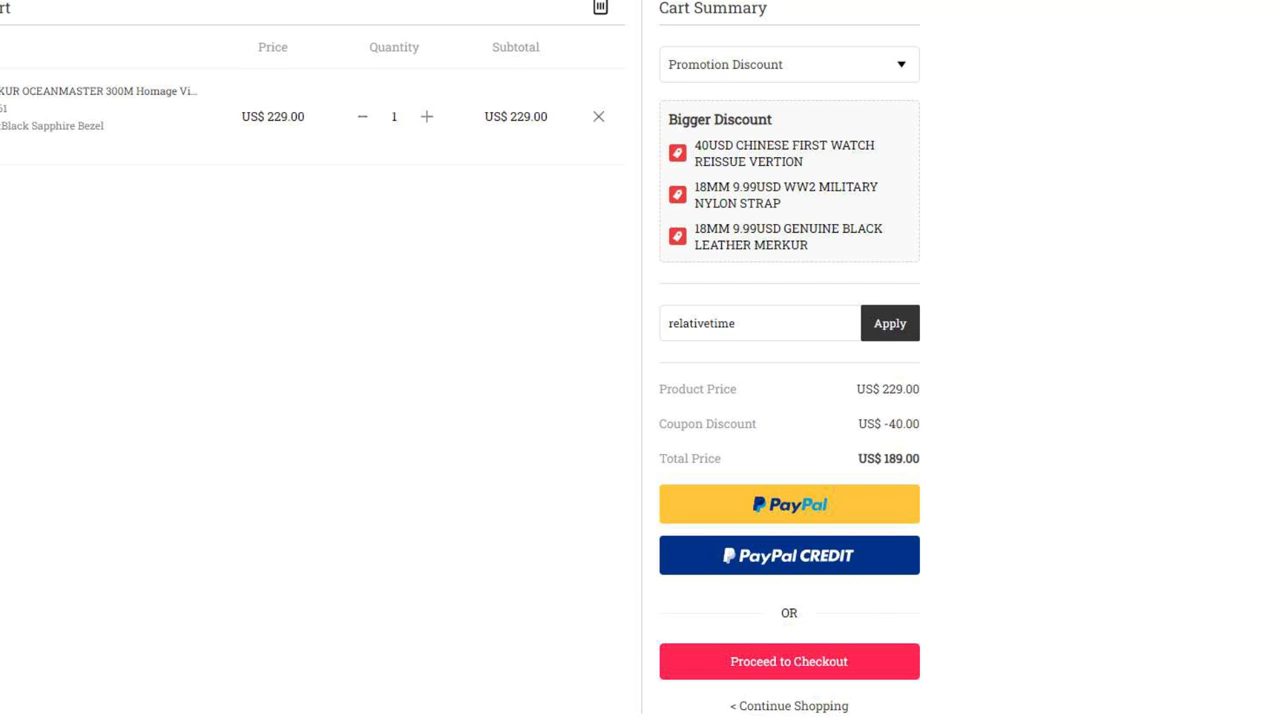 rt
Cart Summary
Price Quantity Subtotal
Promotion Discount
KUR OCEANMASTER 300M Homage Vi...
61
:Black Sapphire Bezel
US$ 229.00 − 1 + US$ 229.00
Bigger Discount
40USD CHINESE FIRST WATCH
REISSUE VERTION
18MM 9.99USD WW2 MILITARY
NYLON STRAP
18MM 9.99USD GENUINE BLACK
LEATHER MERKUR
relativetime Apply
Product Price US$ 229.00
Coupon Discount US$ -40.00
Total Price US$ 189.00
PayPal
PayPal CREDIT
OR
Proceed to Checkout
< Continue Shopping